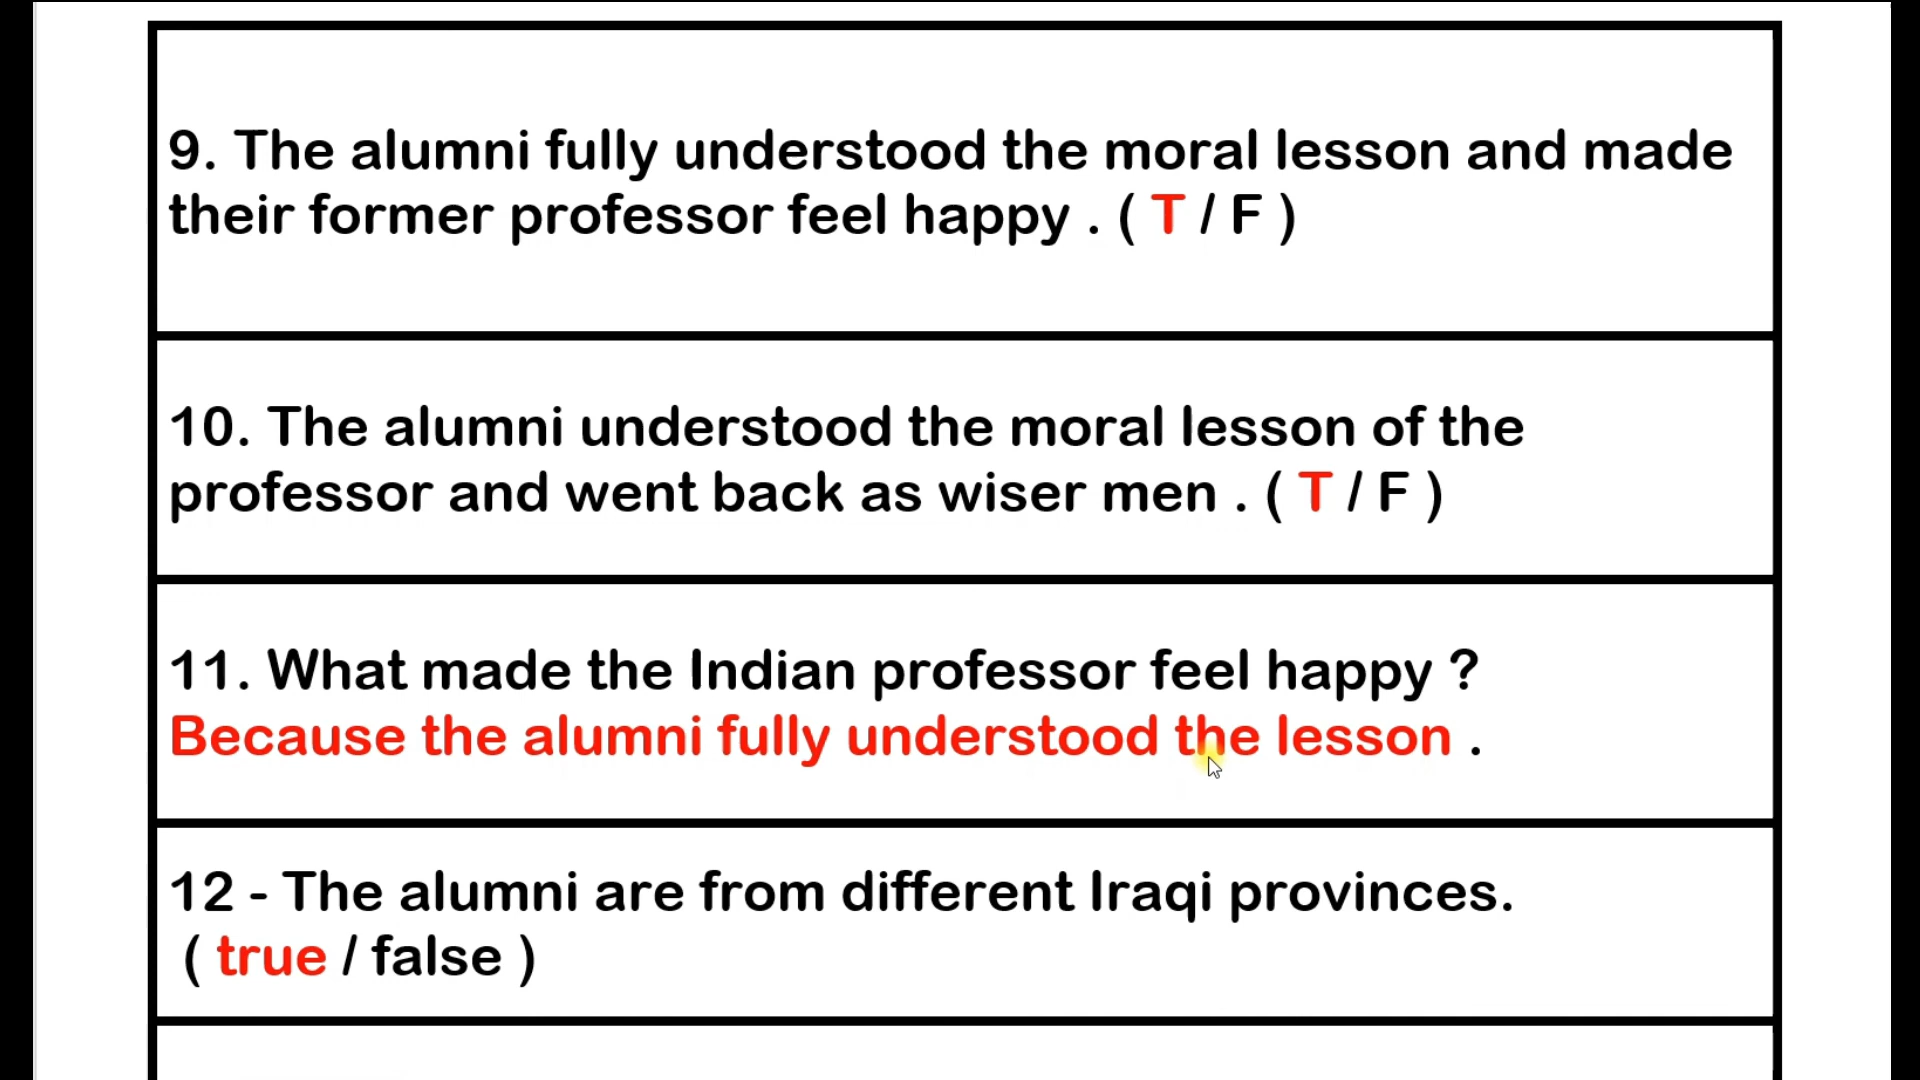 9. The alumni fully understood the moral lesson and made
their former professor feel happy . ( T / F )
10. The alumni understood the moral lesson of the
professor and went back as wiser men . ( T / F )
11. What made the Indian professor feel happy ?
Because the alumni fully understood the lesson .
12 - The alumni are from different Iraqi provinces.
( true / false )